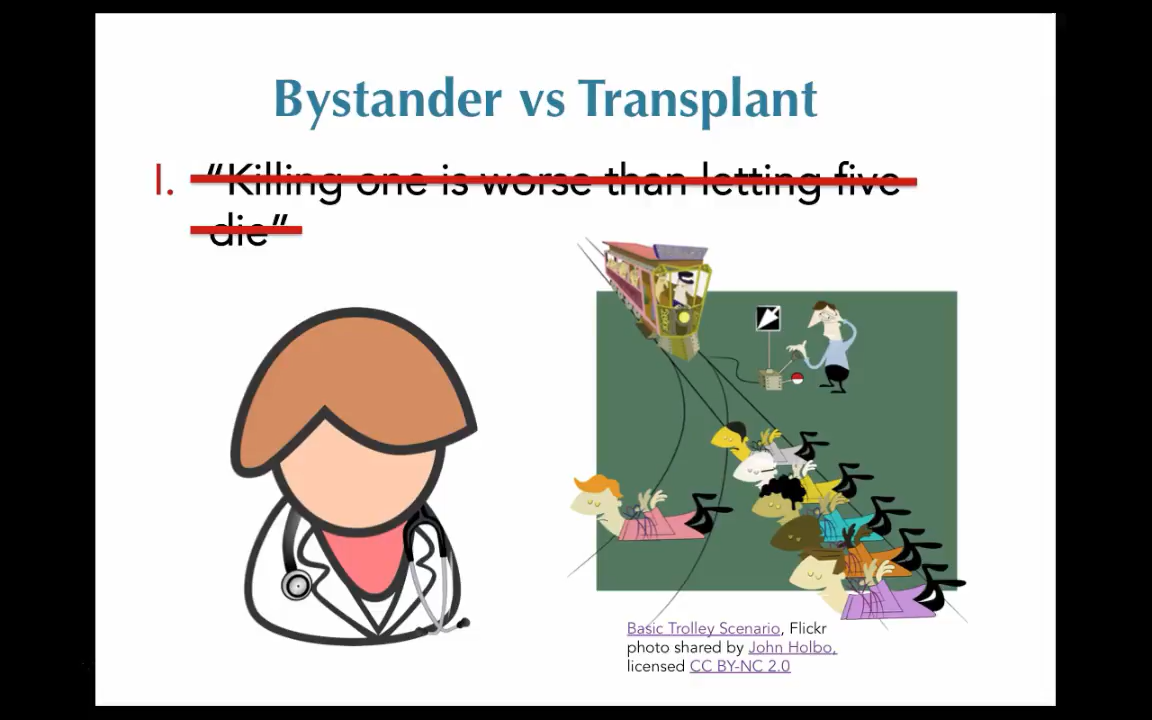 Bystander vs Transplant
I. “Killing one is worse than letting five
die”
Basic Trolley Scenario, Flickr
photo shared by John Holbo,
licensed CC BY-NC 2.0